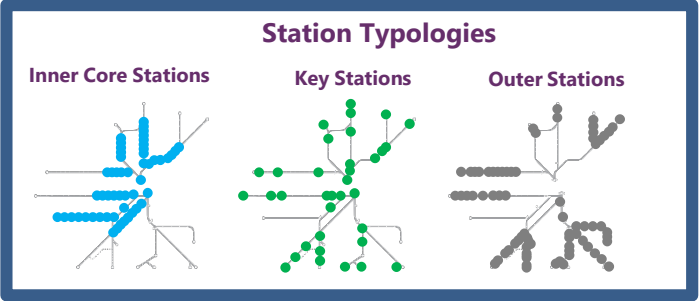 Station Typologies
Inner Core Stations
Key Stations
Outer Stations